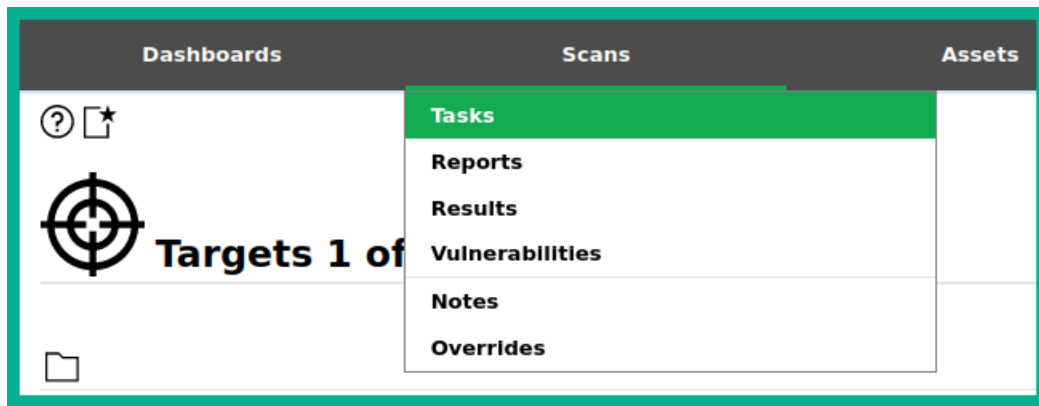 Dashboards Scans Assets
Tasks
Reports
Results
Targets 1 of
Vulnerabilities
Notes
Overrides